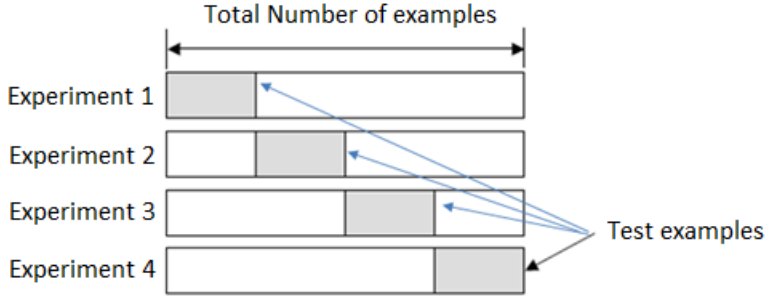 Total Number of examples
Experiment 1
Experiment 2
Experiment 3
Test examples
Experiment 4